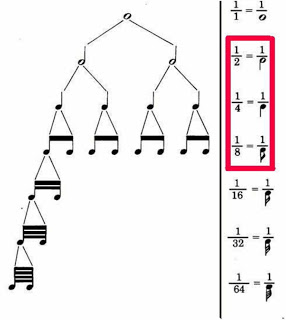 1/1 = 1/𝅝
1/2 = 1/𝅗𝅥
1/4 = 1/𝅘𝅥
1/8 = 1/𝅘𝅥𝅮
1/16 = 1/𝅘𝅥𝅯
1/32 = 1/𝅘𝅥𝅰
1/64 = 1/𝅘𝅥𝅱